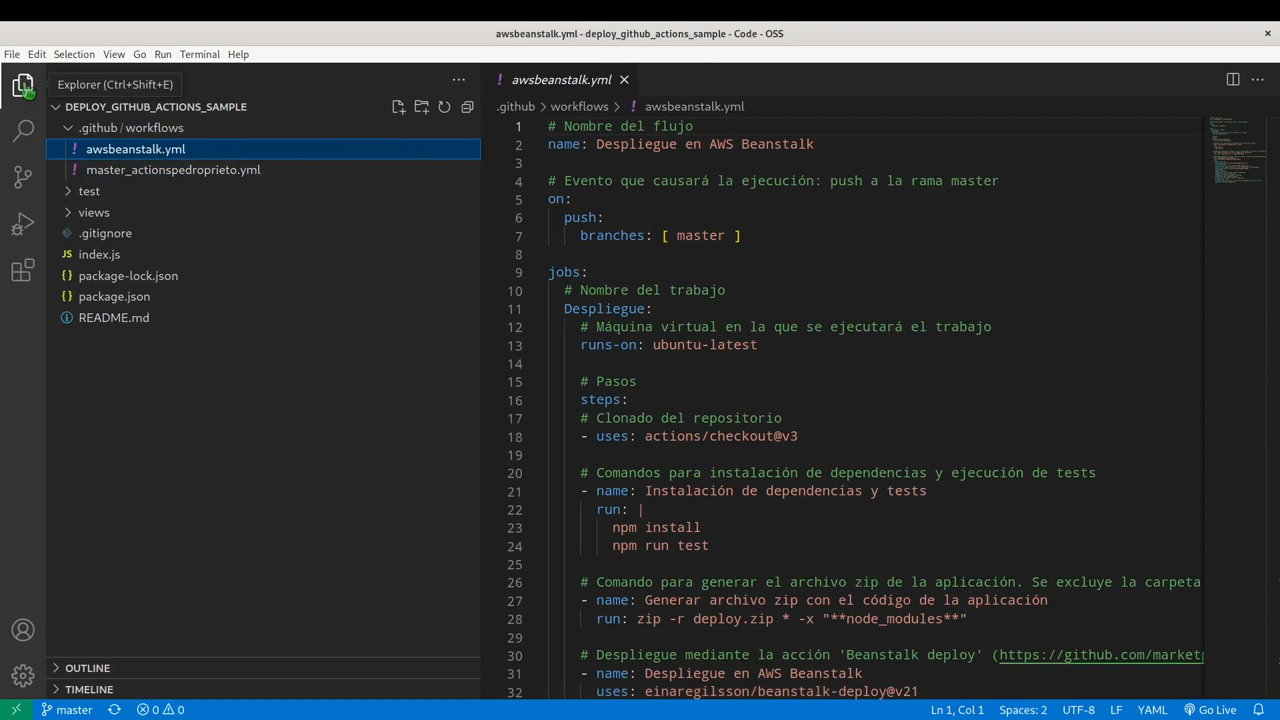 awsbeanstalk.yml - deploy_github_actions_sample - Code - OSS
File Edit Selection View Go Run Terminal Help
Explorer (Ctrl+Shift+E)
DEPLOY_GITHUB_ACTIONS_SAMPLE
.github / workflows
! awsbeanstalk.yml
! master_actionspedroprieto.yml
test
views
.gitignore
JS index.js
{} package-lock.json
{} package.json
README.md
OUTLINE
TIMELINE
! awsbeanstalk.yml
.github > workflows > ! awsbeanstalk.yml
1 # Nombre del flujo
2 name: Despliegue en AWS Beanstalk
3
4 # Evento que causará la ejecución: push a la rama master
5 on:
6 push:
7 branches: [ master ]
8
9 jobs:
10 # Nombre del trabajo
11 Despliegue:
12 # Máquina virtual en la que se ejecutará el trabajo
13 runs-on: ubuntu-latest
14
15 # Pasos
16 steps:
17 # Clonado del repositorio
18 - uses: actions/checkout@v3
19
20 # Comandos para instalación de dependencias y ejecución de tests
21 - name: Instalación de dependencias y tests
22 run: |
23 npm install
24 npm run test
25
26 # Comando para generar el archivo zip de la aplicación. Se excluye la carpeta
27 - name: Generar archivo zip con el código de la aplicación
28 run: zip -r deploy.zip * -x "**node_modules**"
29
30 # Despliegue mediante la acción 'Beanstalk deploy' (https://github.com/marketp
31 - name: Despliegue en AWS Beanstalk
32 uses: einaregilsson/beanstalk-deploy@v21
master 0 0 Ln 1, Col 1 Spaces: 2 UTF-8 LF YAML Go Live